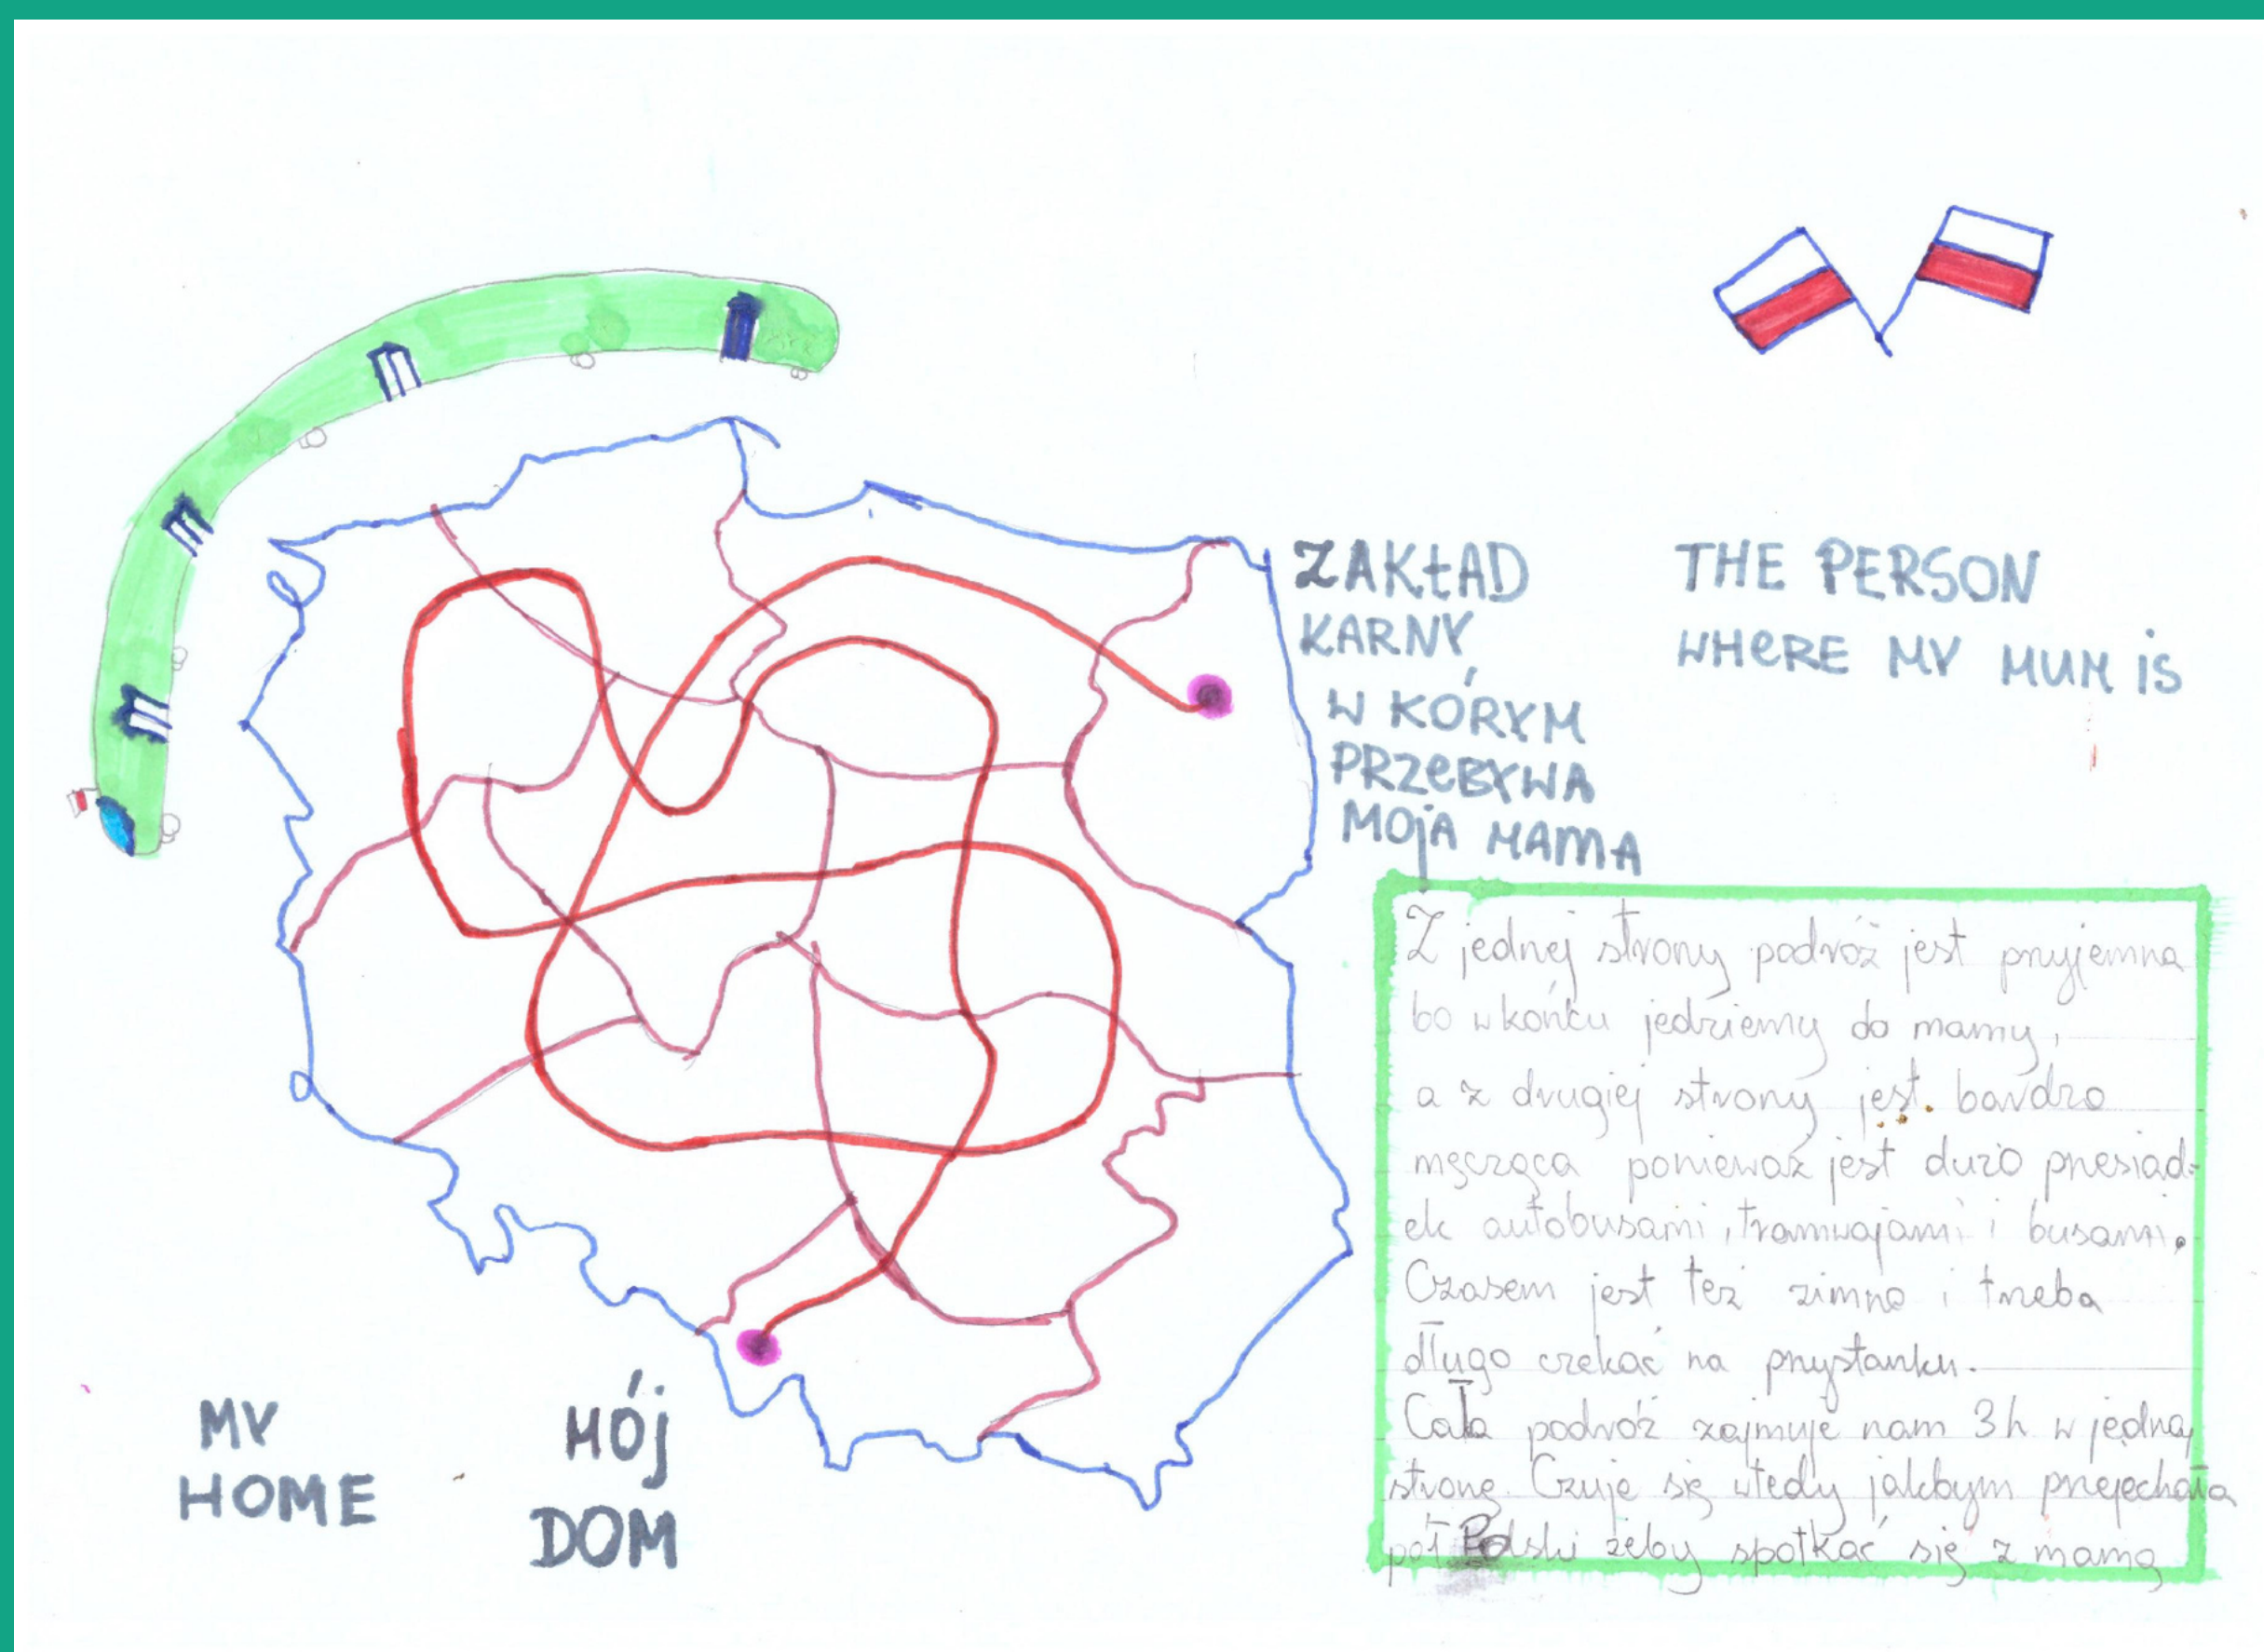 ZAKŁAD
KARNY,
W KÓRYM
PRZEBYWA
MOJA MAMA
THE PERSON
WHERE MY MUM IS
Z jednej strony podróż jest przyjemna
bo wkońcu jedziemy do mamy,
a z drugiej strony jest bardzo
męcząca ponieważ jest dużo przesiad-
ek autobusami, tramwajami i busami.
Czasem jest też zimno i trzeba
długo czekać na przystanku.
Cała podróż zajmuje nam 3h w jedną
stronę. Czuję się wtedy jakbym przejechała
pół Polski żeby spotkać się z mamą
MY
HOME
MÓJ
DOM